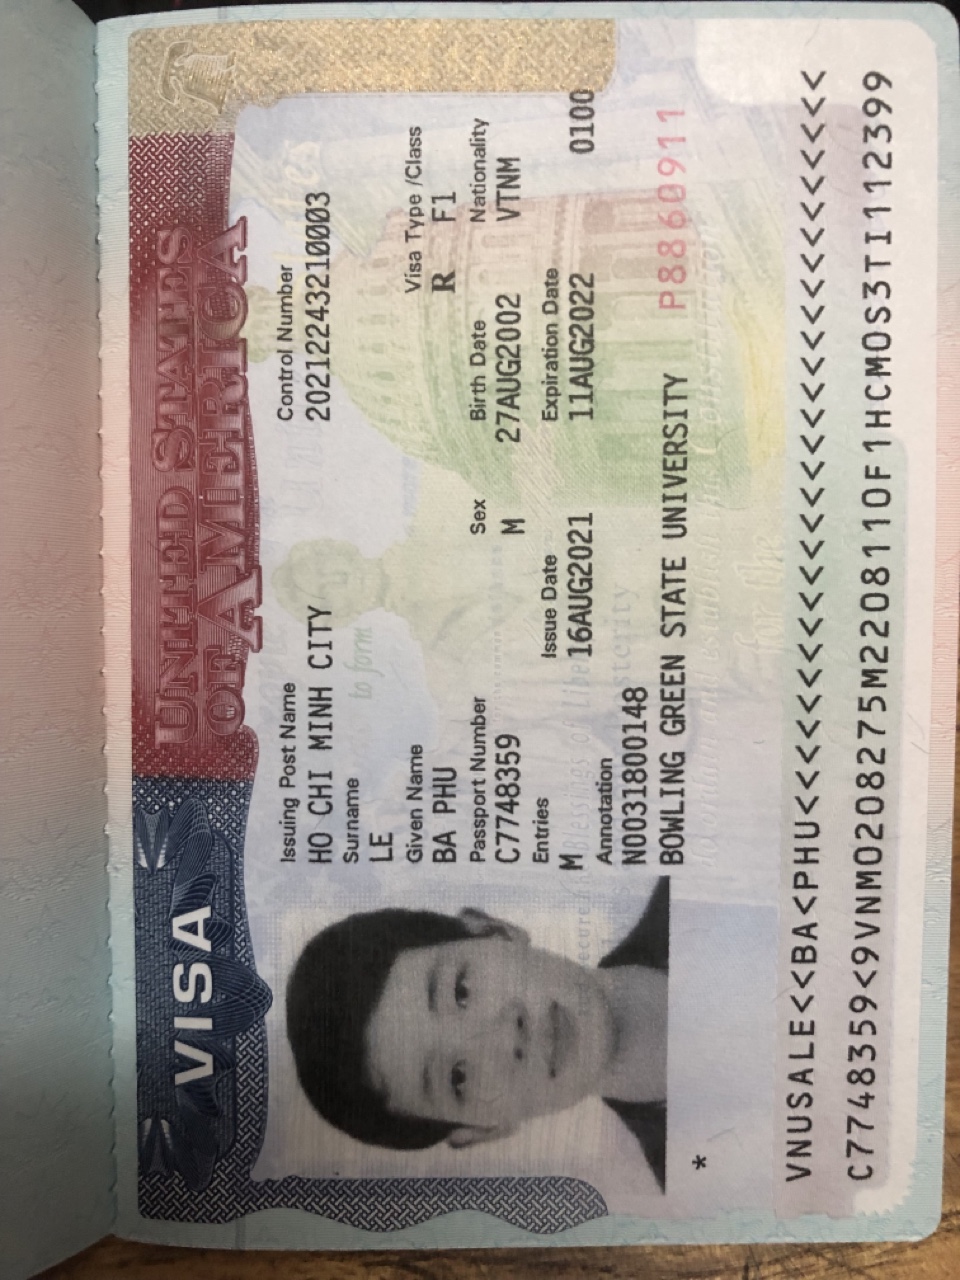 VISA
UNITED STATES
OF AMERICA
Issuing Post Name Control Number
HO CHI MINH CITY 20212243210003
Surname Visa Type /Class
LE R F1
Given Name
BA PHU
Passport Number Sex Birth Date Nationality
C7748359 M 27AUG2002 VTNM
Entries Issue Date Expiration Date
M 16AUG2021 11AUG2022 0100
Annotation
N0031800148
BOWLING GREEN STATE UNIVERSITY P8860911
*
VNUSALE<<BA<PHU<<<<<<<<<<<<<<<<<<<<<<<<<<<<<
C7748359<9VNM0208275M2208110F1HCM0S3TI112399